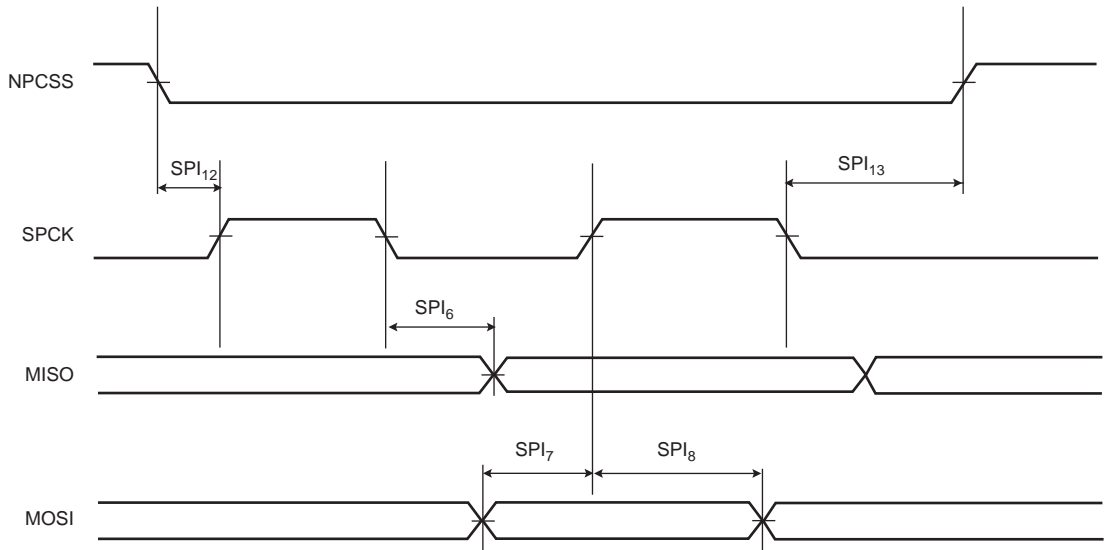 NPCSS
SPI₁₂
SPI₁₃
SPCK
SPI₆
MISO
SPI₇
SPI₈
MOSI